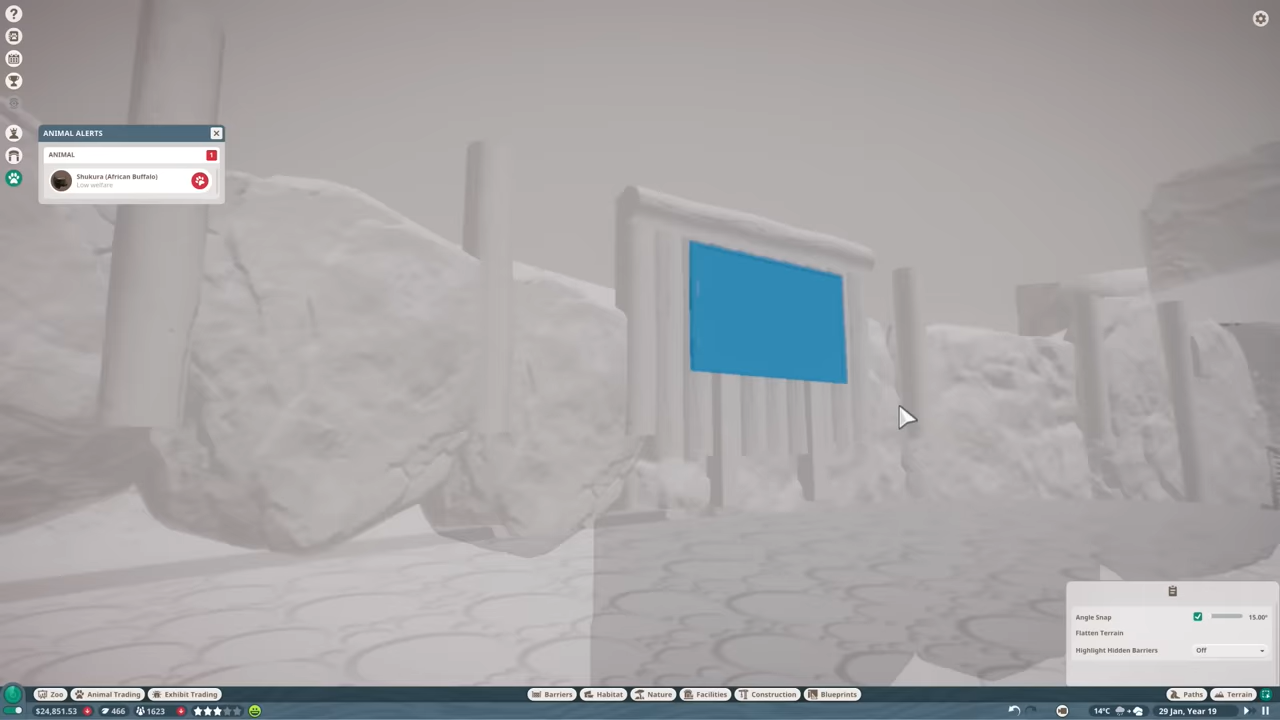 ANIMAL ALERTS
ANIMAL
1
Shukura (African Buffalo)
Low welfare
Angle Snap
15.00°
Flatten Terrain
Highlight Hidden Barriers
Off
Zoo
Animal Trading
Exhibit Trading
Barriers
Habitat
Nature
Facilities
Construction
Blueprints
Paths
Terrain
$24,851.53
466
1623
14°C
29 Jan, Year 19